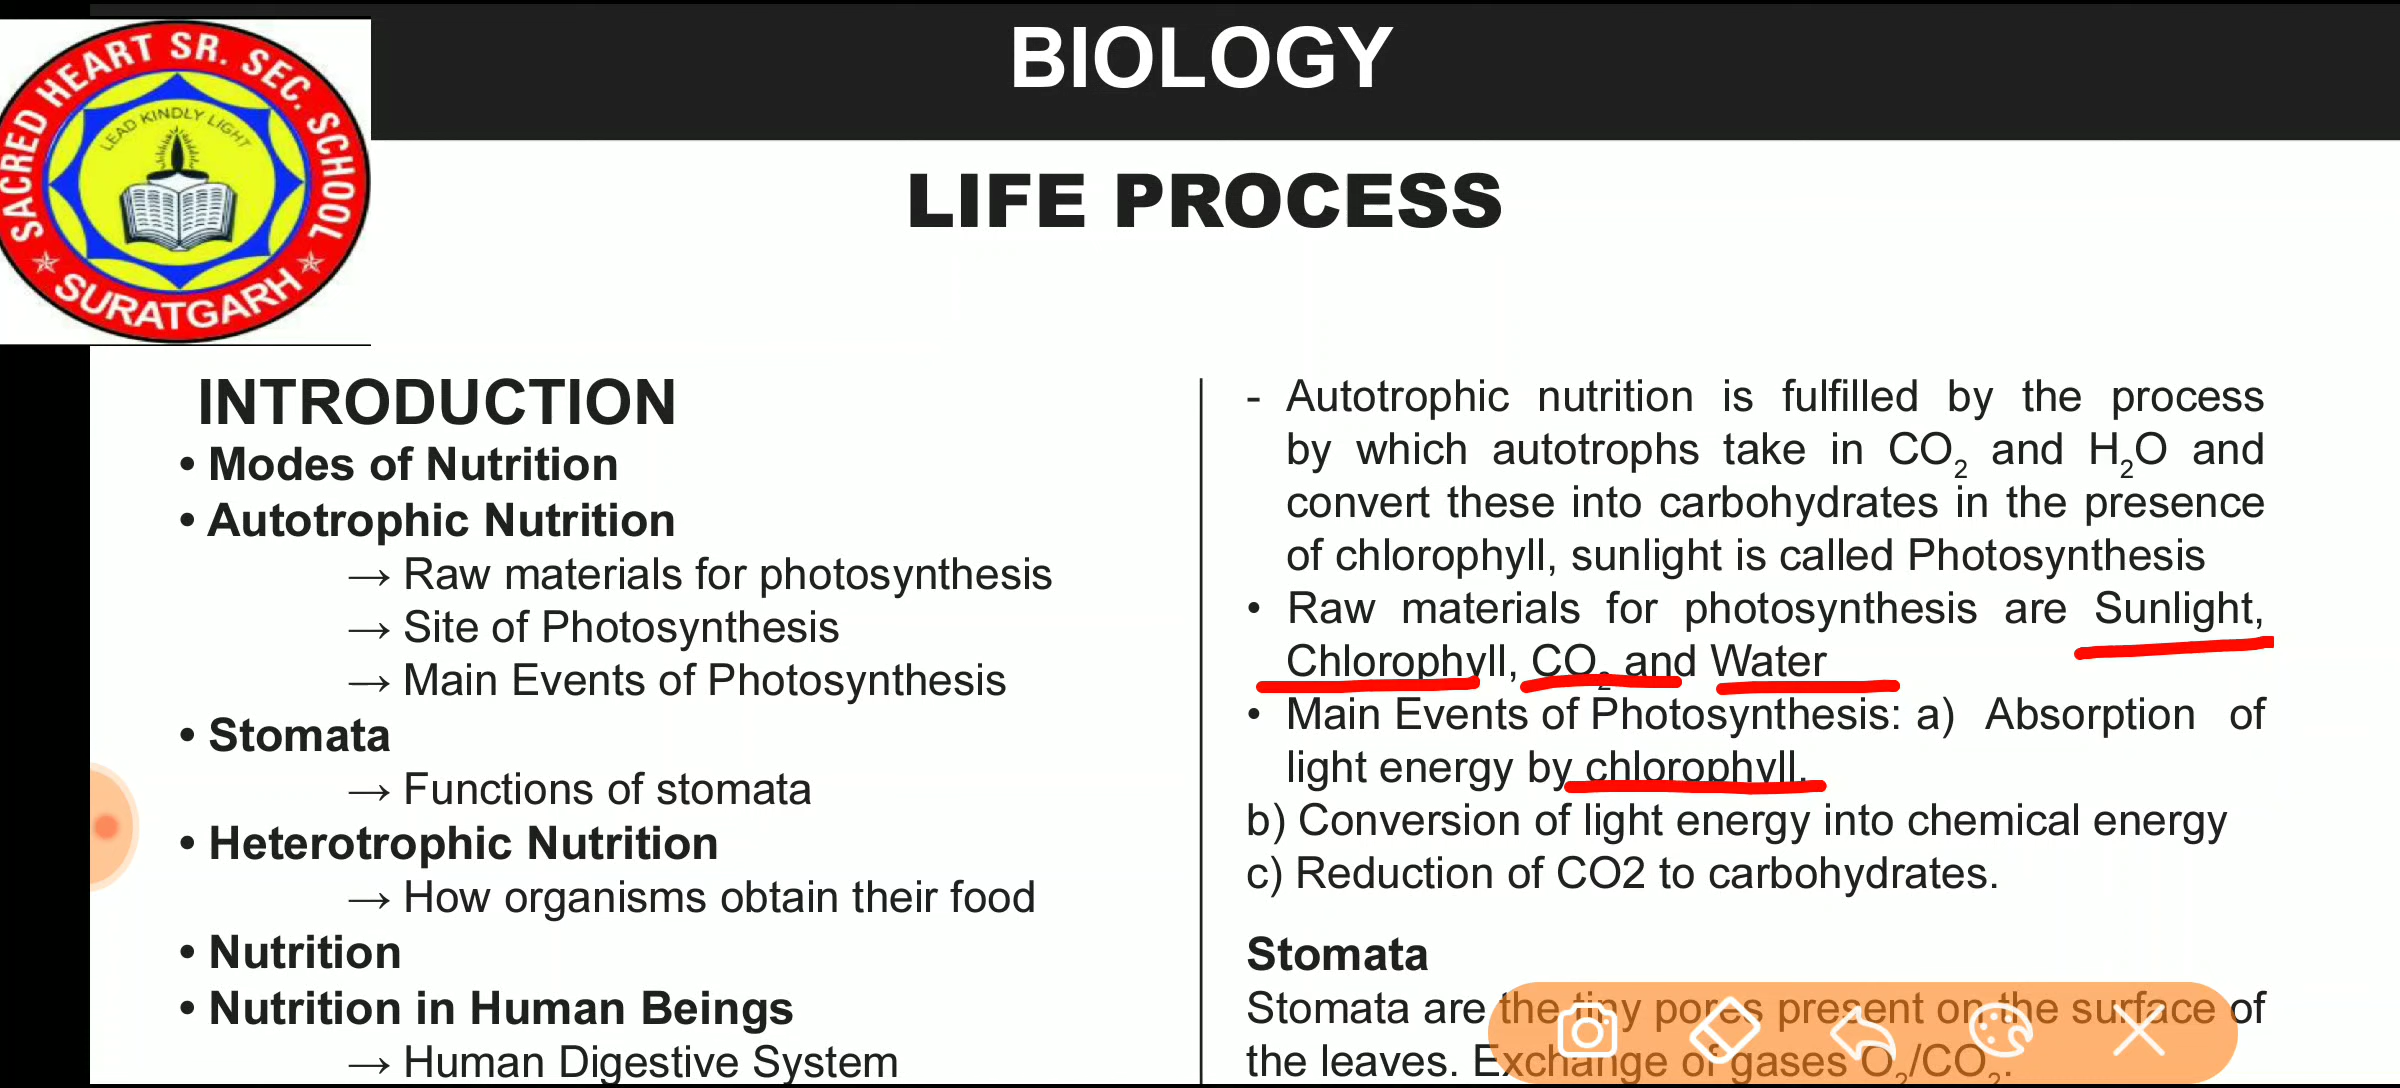 SACRED HEART SR. SEC. SCHOOL
SURATGARH
LEAD KINDLY LIGHT
BIOLOGY
LIFE PROCESS
INTRODUCTION
• Modes of Nutrition
• Autotrophic Nutrition
→ Raw materials for photosynthesis
→ Site of Photosynthesis
→ Main Events of Photosynthesis
• Stomata
→ Functions of stomata
• Heterotrophic Nutrition
→ How organisms obtain their food
• Nutrition
• Nutrition in Human Beings
→ Human Digestive System
- Autotrophic nutrition is fulfilled by the process
by which autotrophs take in CO₂ and H₂O and
convert these into carbohydrates in the presence
of chlorophyll, sunlight is called Photosynthesis
• Raw materials for photosynthesis are Sunlight,
Chlorophyll, CO₂ and Water
• Main Events of Photosynthesis: a) Absorption of
light energy by chlorophyll.
b) Conversion of light energy into chemical energy
c) Reduction of CO2 to carbohydrates.
Stomata
Stomata are the tiny pores present on the surface of
the leaves. Exchange of gases O₂/CO₂.